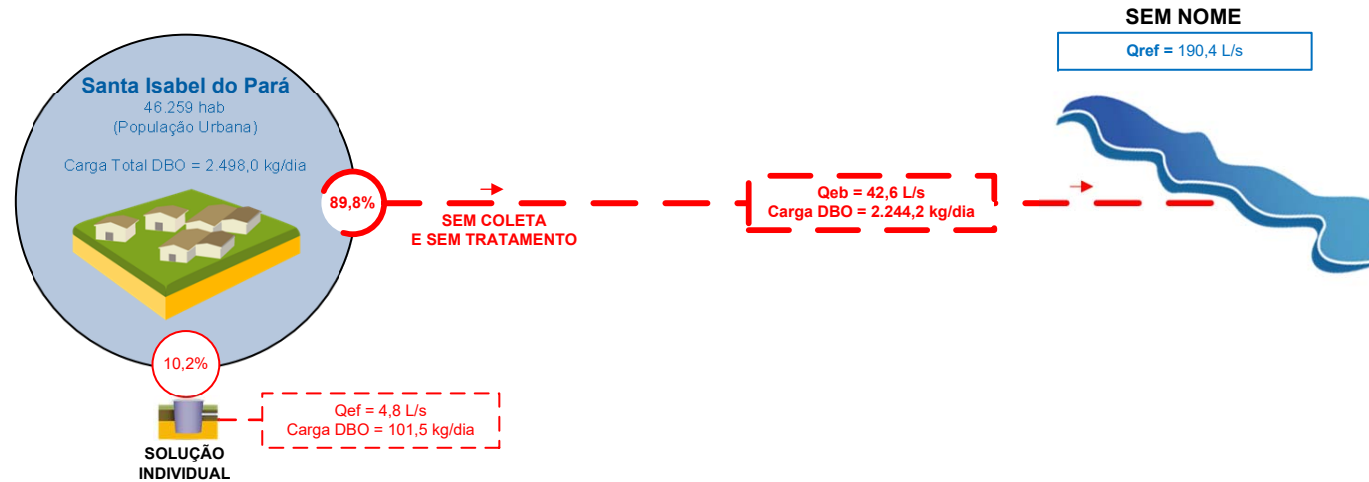 SEM NOME
Qref = 190,4 L/s
Santa Isabel do Pará
46.259 hab
(População Urbana)
Carga Total DBO = 2.498,0 kg/dia
89,8%
SEM COLETA
E SEM TRATAMENTO
Qeb = 42,6 L/s
Carga DBO = 2.244,2 kg/dia
10,2%
Qef = 4,8 L/s
Carga DBO = 101,5 kg/dia
SOLUÇÃO
INDIVIDUAL